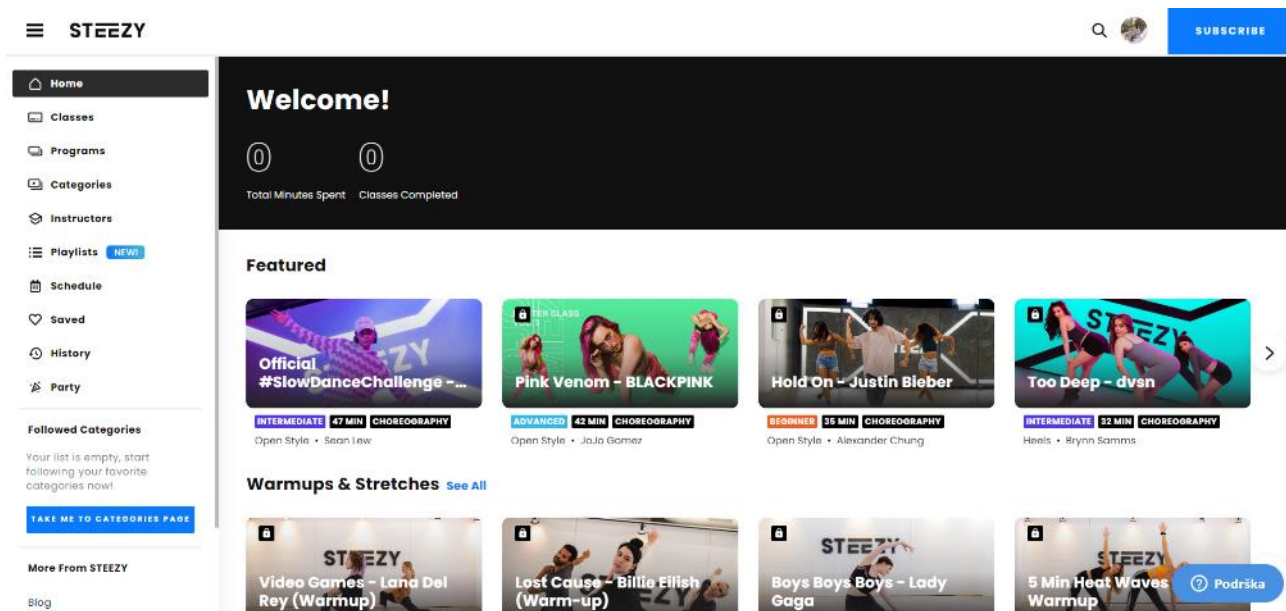 STEEZY
SUBSCRIBE
Home
Classes
Programs
Categories
Instructors
Playlists NEW!
Schedule
Saved
History
Party
Followed Categories
Your list is empty, start
following your favorite
categories now!
TAKE ME TO CATEGORIES PAGE
More From STEEZY
Blog
Welcome!
0 0
Total Minutes Spent Classes Completed
Featured
Official
#SlowDanceChallenge -...
INTERMEDIATE 47 MIN CHOREOGRAPHY
Open Style • Sean Lew
Pink Venom - BLACKPINK
ADVANCED 42 MIN CHOREOGRAPHY
Open Style • JoJo Gomez
Hold On - Justin Bieber
BEGINNER 35 MIN CHOREOGRAPHY
Open Style • Alexander Chung
STEEZY
Too Deep - dvsn
INTERMEDIATE 32 MIN CHOREOGRAPHY
Heels • Brynn Samms
Warmups & Stretches See All
STEEZY
Video Games - Lana Del
Rey (Warmup)
Lost Cause - Billie Eilish
(Warm-up)
STEEZY
Boys Boys Boys - Lady
Gaga
STEEZY
5 Min Heat Waves
Warmup
Podrška